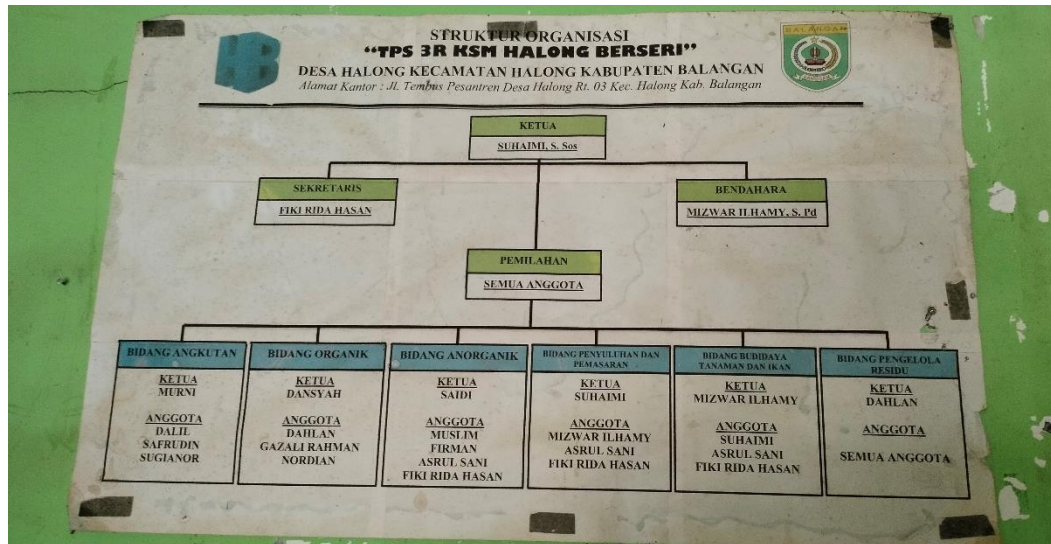 STRUKTUR ORGANISASI
“TPS 3R KSM HALONG BERSERI”
DESA HALONG KECAMATAN HALONG KABUPATEN BALANGAN
Alamat Kantor : Jl. Tembus Pesantren Desa Halong Rt. 03 Kec. Halong Kab. Balangan
HB
BALANGAN
KETUA
SUHAIMI, S. Sos
SEKRETARIS
FIKI RIDA HASAN
BENDAHARA
MIZWAR ILHAMY, S. Pd
PEMILAHAN
SEMUA ANGGOTA
BIDANG ANGKUTAN
KETUA
MURNI
ANGGOTA
DALIL
SAFRUDIN
SUGIANOR
BIDANG ORGANIK
KETUA
DANSYAH
ANGGOTA
DAHLAN
GAZALI RAHMAN
NORDIAN
BIDANG ANORGANIK
KETUA
SAIDI
ANGGOTA
MUSLIM
FIRMAN
ASRUL SANI
FIKI RIDA HASAN
BIDANG PENYULUHAN DAN
PEMASARAN
KETUA
SUHAIMI
ANGGOTA
MIZWAR ILHAMY
ASRUL SANI
FIKI RIDA HASAN
BIDANG BUDIDAYA
TANAMAN DAN IKAN
KETUA
MIZWAR ILHAMY
ANGGOTA
SUHAIMI
ASRUL SANI
FIKI RIDA HASAN
BIDANG PENGELOLA
RESIDU
KETUA
DAHLAN
ANGGOTA
SEMUA ANGGOTA